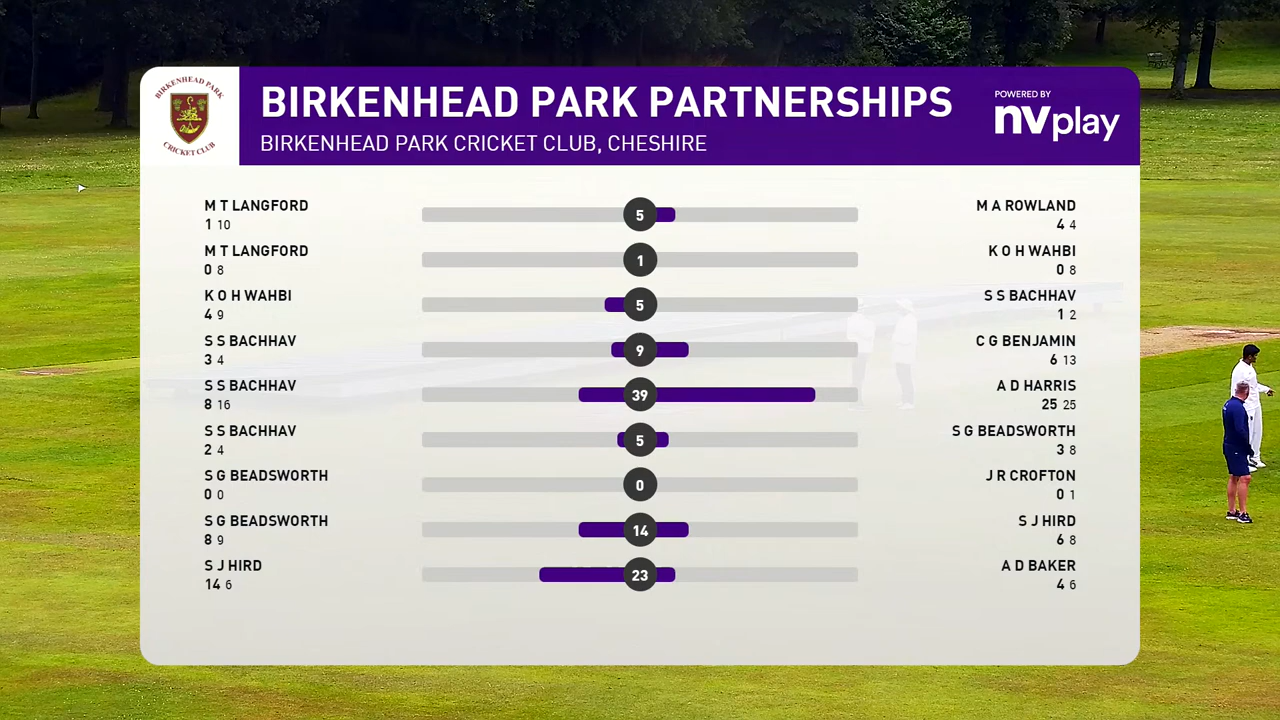 BIRKENHEAD PARK
CRICKET CLUB
BIRKENHEAD PARK PARTNERSHIPS
BIRKENHEAD PARK CRICKET CLUB, CHESHIRE
POWERED BY
nvplay
M T LANGFORD 5 M A ROWLAND
1 10 4 4
M T LANGFORD 1 K O H WAHBI
0 8 0 8
K O H WAHBI 5 S S BACHHAV
4 9 1 2
S S BACHHAV 9 C G BENJAMIN
3 4 6 13
S S BACHHAV 39 A D HARRIS
8 16 25 25
S S BACHHAV 5 S G BEADSWORTH
2 4 3 8
S G BEADSWORTH 0 J R CROFTON
0 0 0 1
S G BEADSWORTH 14 S J HIRD
8 9 6 8
S J HIRD 23 A D BAKER
14 6 4 6